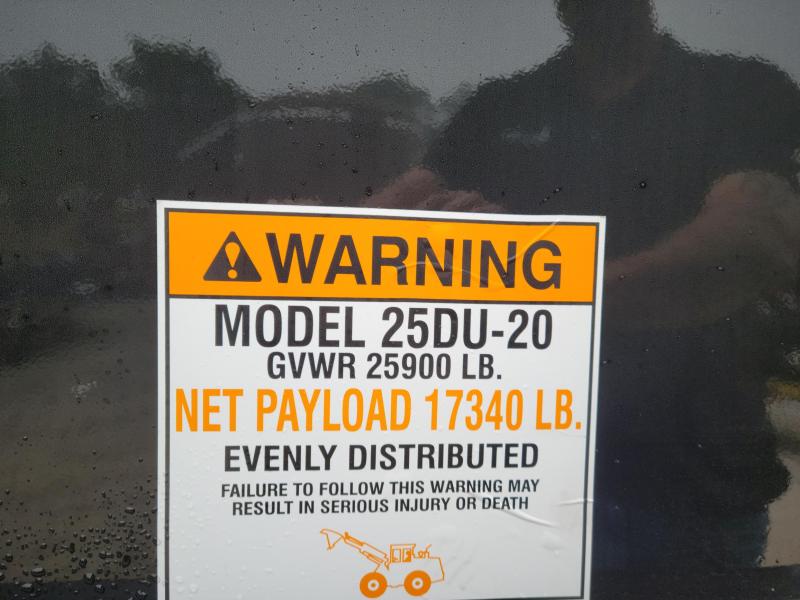 WARNING
MODEL 25DU-20
GVWR 25900 LB.
NET PAYLOAD 17340 LB.
EVENLY DISTRIBUTED
FAILURE TO FOLLOW THIS WARNING MAY
RESULT IN SERIOUS INJURY OR DEATH